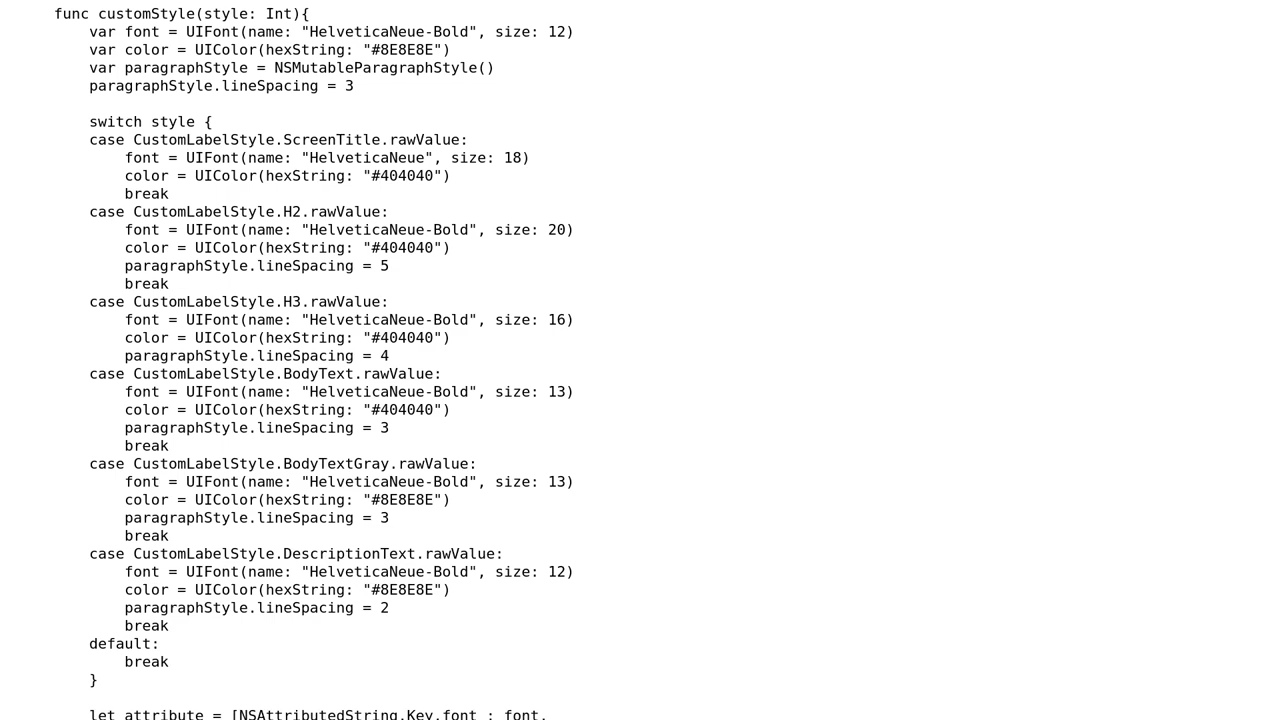 func customStyle(style: Int){
var font = UIFont(name: "HelveticaNeue-Bold", size: 12)
var color = UIColor(hexString: "#8E8E8E")
var paragraphStyle = NSMutableParagraphStyle()
paragraphStyle.lineSpacing = 3
switch style {
case CustomLabelStyle.ScreenTitle.rawValue:
font = UIFont(name: "HelveticaNeue", size: 18)
color = UIColor(hexString: "#404040")
break
case CustomLabelStyle.H2.rawValue:
font = UIFont(name: "HelveticaNeue-Bold", size: 20)
color = UIColor(hexString: "#404040")
paragraphStyle.lineSpacing = 5
break
case CustomLabelStyle.H3.rawValue:
font = UIFont(name: "HelveticaNeue-Bold", size: 16)
color = UIColor(hexString: "#404040")
paragraphStyle.lineSpacing = 4
case CustomLabelStyle.BodyText.rawValue:
font = UIFont(name: "HelveticaNeue-Bold", size: 13)
color = UIColor(hexString: "#404040")
paragraphStyle.lineSpacing = 3
break
case CustomLabelStyle.BodyTextGray.rawValue:
font = UIFont(name: "HelveticaNeue-Bold", size: 13)
color = UIColor(hexString: "#8E8E8E")
paragraphStyle.lineSpacing = 3
break
case CustomLabelStyle.DescriptionText.rawValue:
font = UIFont(name: "HelveticaNeue-Bold", size: 12)
color = UIColor(hexString: "#8E8E8E")
paragraphStyle.lineSpacing = 2
break
default:
break
}
let attribute = [NSAttributedString.Key.font : font,